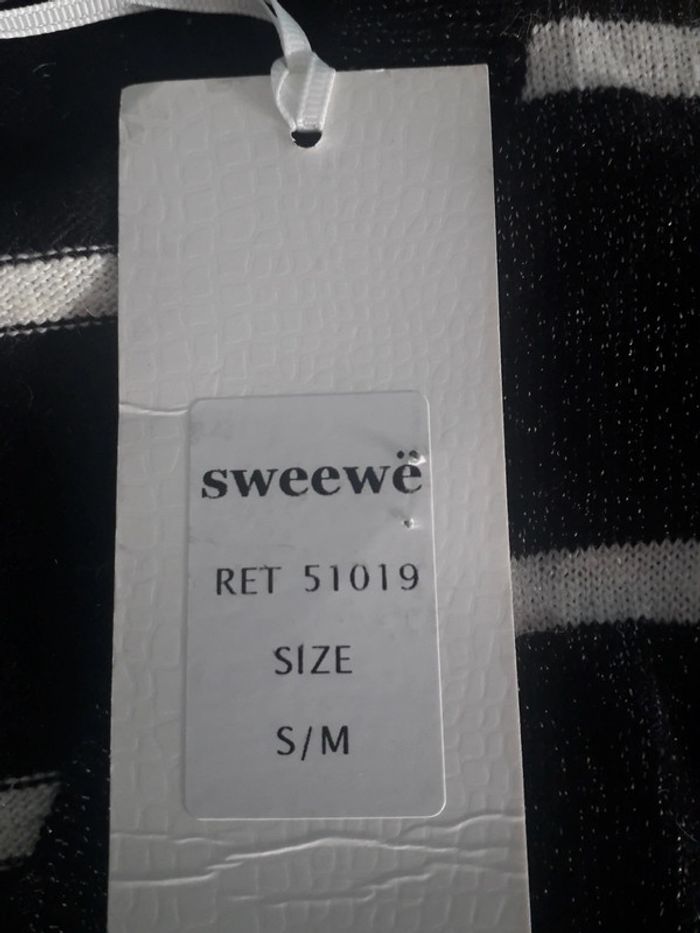 sweewë
RET 51019
SIZE
S/M